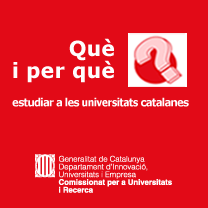 Què
i per què
estudiar a les universitats catalanes
Generalitat de Catalunya
Departament d'Innovació,
Universitats i Empresa
Comissionat per a Universitats
i Recerca